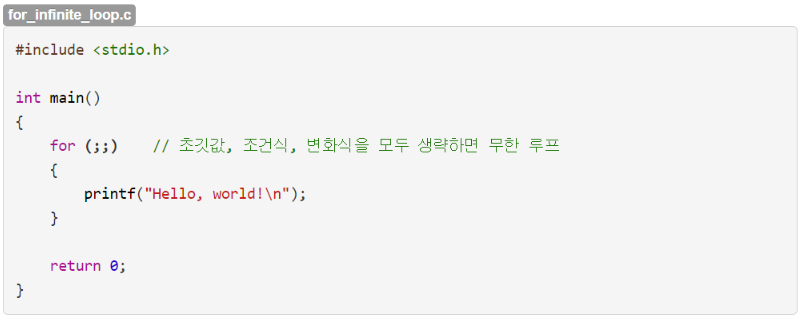 for_infinite_loop.c
#include <stdio.h>
int main()
{
for (;;)    // 초깃값, 조건식, 변화식을 모두 생략하면 무한 루프
{
printf("Hello, world!\n");
}
return 0;
}